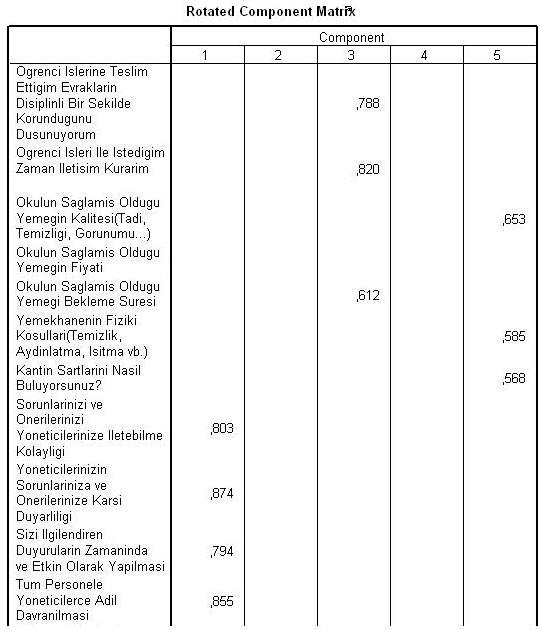 Rotated Component Matrix
Component
1 2 3 4 5
Ogrenci Islerine Teslim
Ettigim Evraklarin
Disiplinli Bir Sekilde ,788
Korundugunu
Dusunuyorum
Ogrenci Isleri Ile Istedigim
Zaman Iletisim Kurarim ,820
Okulun Saglamis Oldugu
Yemegin Kalitesi(Tadi, ,653
Temizligi, Gorunumu...)
Okulun Saglamis Oldugu
Yemegin Fiyati
Okulun Saglamis Oldugu
Yemegi Bekleme Suresi ,612
Yemekhanenin Fiziki
Kosullari(Temizlik, ,585
Aydinlatma, Isitma vb.)
Kantin Sartlarini Nasil ,568
Buluyorsunuz?
Sorunlarinizi ve
Onerilerinizi
Yoneticilerinize Iletebilme ,803
Kolayligi
Yoneticilerinizin
Sorunlariniza ve ,874
Onerilerinize Karsi
Duyarliligi
Sizi Ilgilendiren
Duyurularin Zamaninda ,794
ve Etkin Olarak Yapilmasi
Tum Personele
Yoneticilerce Adil ,855
Davranilmasi